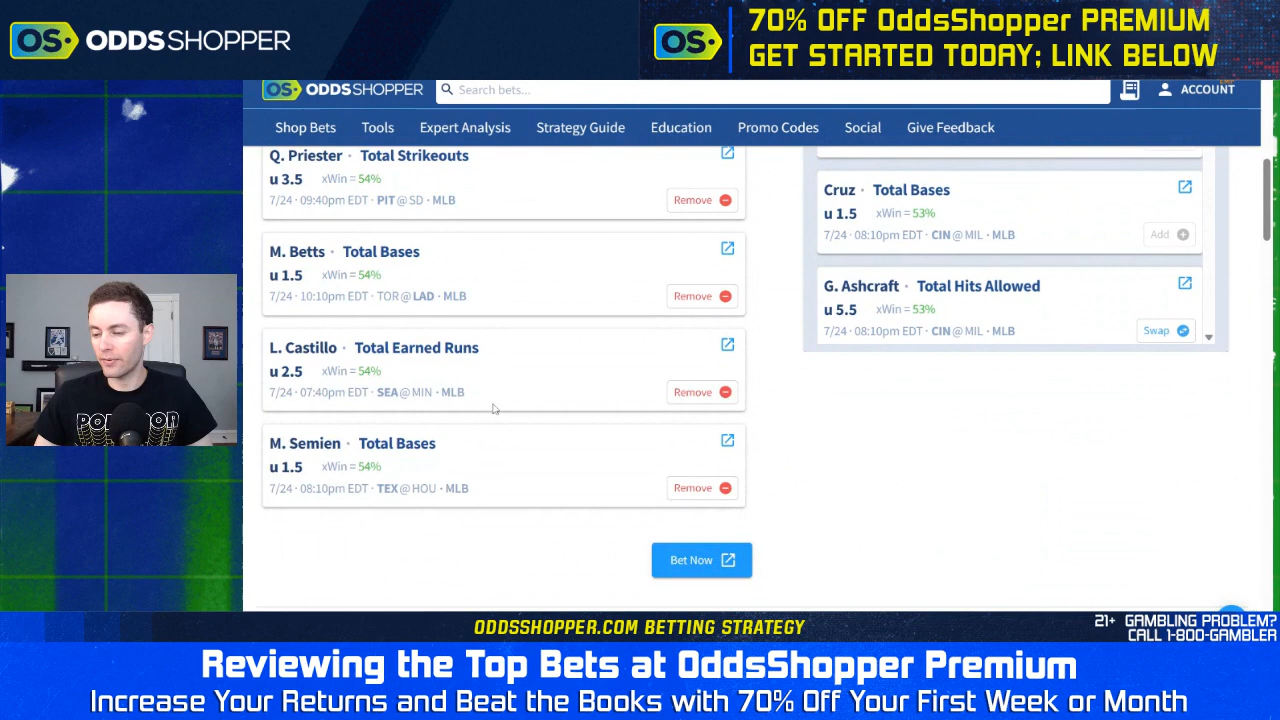 OS ODDSSHOPPER
OS
70% OFF OddsShopper PREMIUM
GET STARTED TODAY; LINK BELOW
OS ODDSSHOPPER
Search bets...
ACCOUNT
Shop Bets Tools Expert Analysis Strategy Guide Education Promo Codes Social Give Feedback
Q. Priester · Total Strikeouts
u 3.5 xWin = 54%
7/24 · 09:40pm EDT · PIT @ SD · MLB
Remove
M. Betts · Total Bases
u 1.5 xWin = 54%
7/24 · 10:10pm EDT · TOR @ LAD · MLB
Remove
L. Castillo · Total Earned Runs
u 2.5 xWin = 54%
7/24 · 07:40pm EDT · SEA @ MIN · MLB
Remove
M. Semien · Total Bases
u 1.5 xWin = 54%
7/24 · 08:10pm EDT · TEX @ HOU · MLB
Remove
Bet Now
Cruz · Total Bases
u 1.5 xWin = 53%
7/24 · 08:10pm EDT · CIN @ MIL · MLB
Add
G. Ashcraft · Total Hits Allowed
u 5.5 xWin = 53%
7/24 · 08:10pm EDT · CIN @ MIL · MLB
Swap
ODDSSHOPPER.COM BETTING STRATEGY
21+ GAMBLING PROBLEM?
CALL 1-800-GAMBLER
Reviewing the Top Bets at OddsShopper Premium
Increase Your Returns and Beat the Books with 70% Off Your First Week or Month